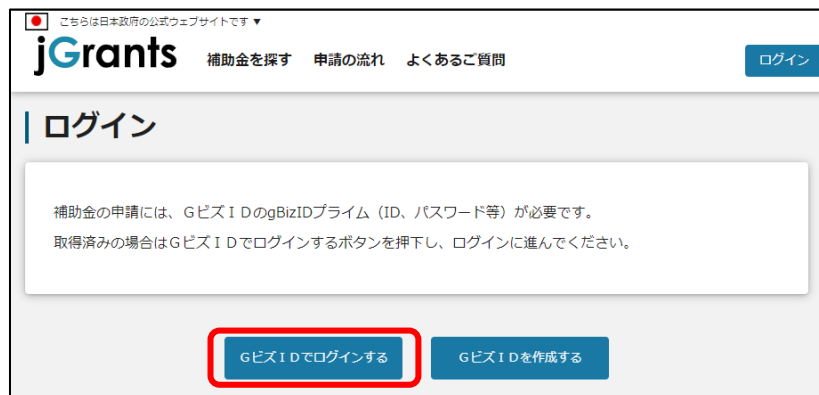 こちらは日本政府の公式ウェブサイトです ▼
jGrants 補助金を探す 申請の流れ よくあるご質問 ログイン
ログイン
補助金の申請には、GビズIDのgBizIDプライム（ID、パスワード等）が必要です。
取得済みの場合はGビズIDでログインするボタンを押下し、ログインに進んでください。
GビズIDでログインする GビズIDを作成する